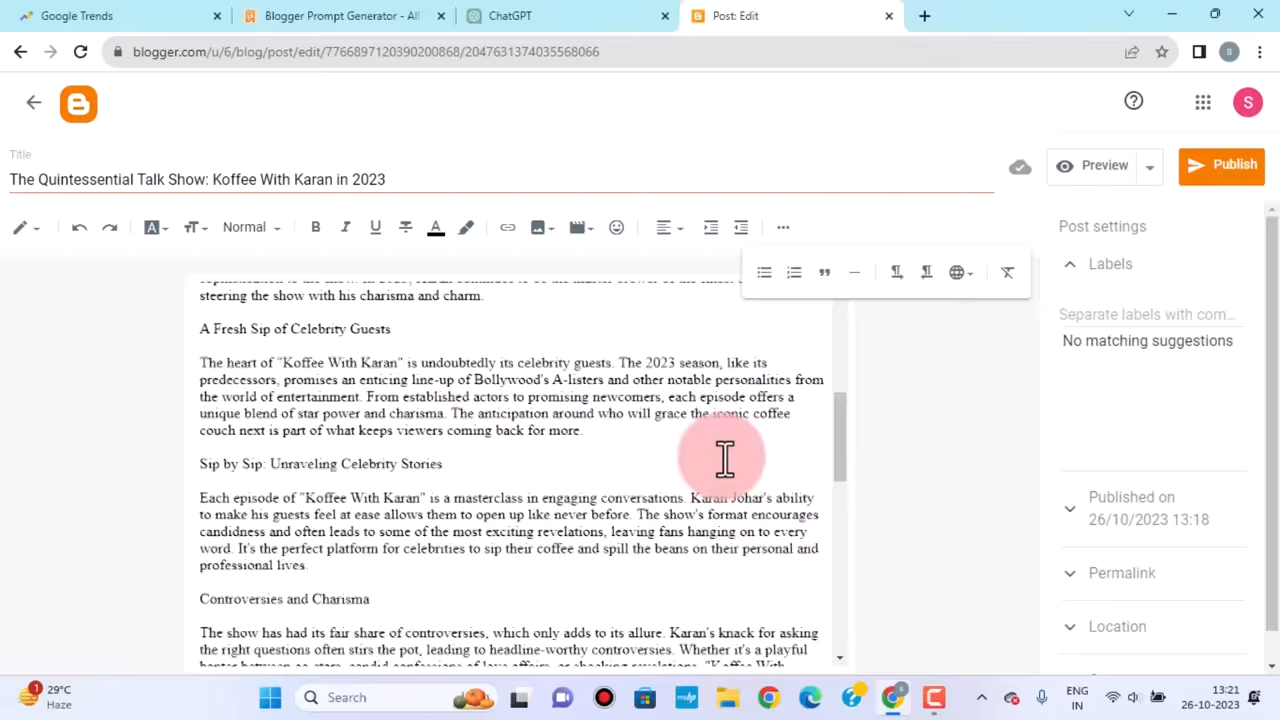 Google Trends
Blogger Prompt Generator - All
ChatGPT
Post: Edit
blogger.com/u/6/blog/post/edit/7766897120390200868/2047631374035568066
S
S
Title
The Quintessential Talk Show: Koffee With Karan in 2023
Preview
Publish
Normal
B
I
U
A
Post settings
Labels
Separate labels with com...
No matching suggestions
steering the show with his charisma and charm.
A Fresh Sip of Celebrity Guests
The heart of "Koffee With Karan" is undoubtedly its celebrity guests. The 2023 season, like its
predecessors, promises an enticing line-up of Bollywood's A-listers and other notable personalities from
the world of entertainment. From established actors to promising newcomers, each episode offers a
unique blend of star power and charisma. The anticipation around who will grace the iconic coffee
couch next is part of what keeps viewers coming back for more.
Sip by Sip: Unraveling Celebrity Stories
Each episode of "Koffee With Karan" is a masterclass in engaging conversations. Karan Johar's ability
to make his guests feel at ease allows them to open up like never before. The show's format encourages
candidness and often leads to some of the most exciting revelations, leaving fans hanging on to every
word. It's the perfect platform for celebrities to sip their coffee and spill the beans on their personal and
professional lives.
Controversies and Charisma
The show has had its fair share of controversies, which only adds to its allure. Karan's knack for asking
the right questions often stirs the pot, leading to headline-worthy controversies. Whether it's a playful
Published on
26/10/2023 13:18
Permalink
Location
1
29°C
Haze
Search
ENG
IN
13:21
26-10-2023